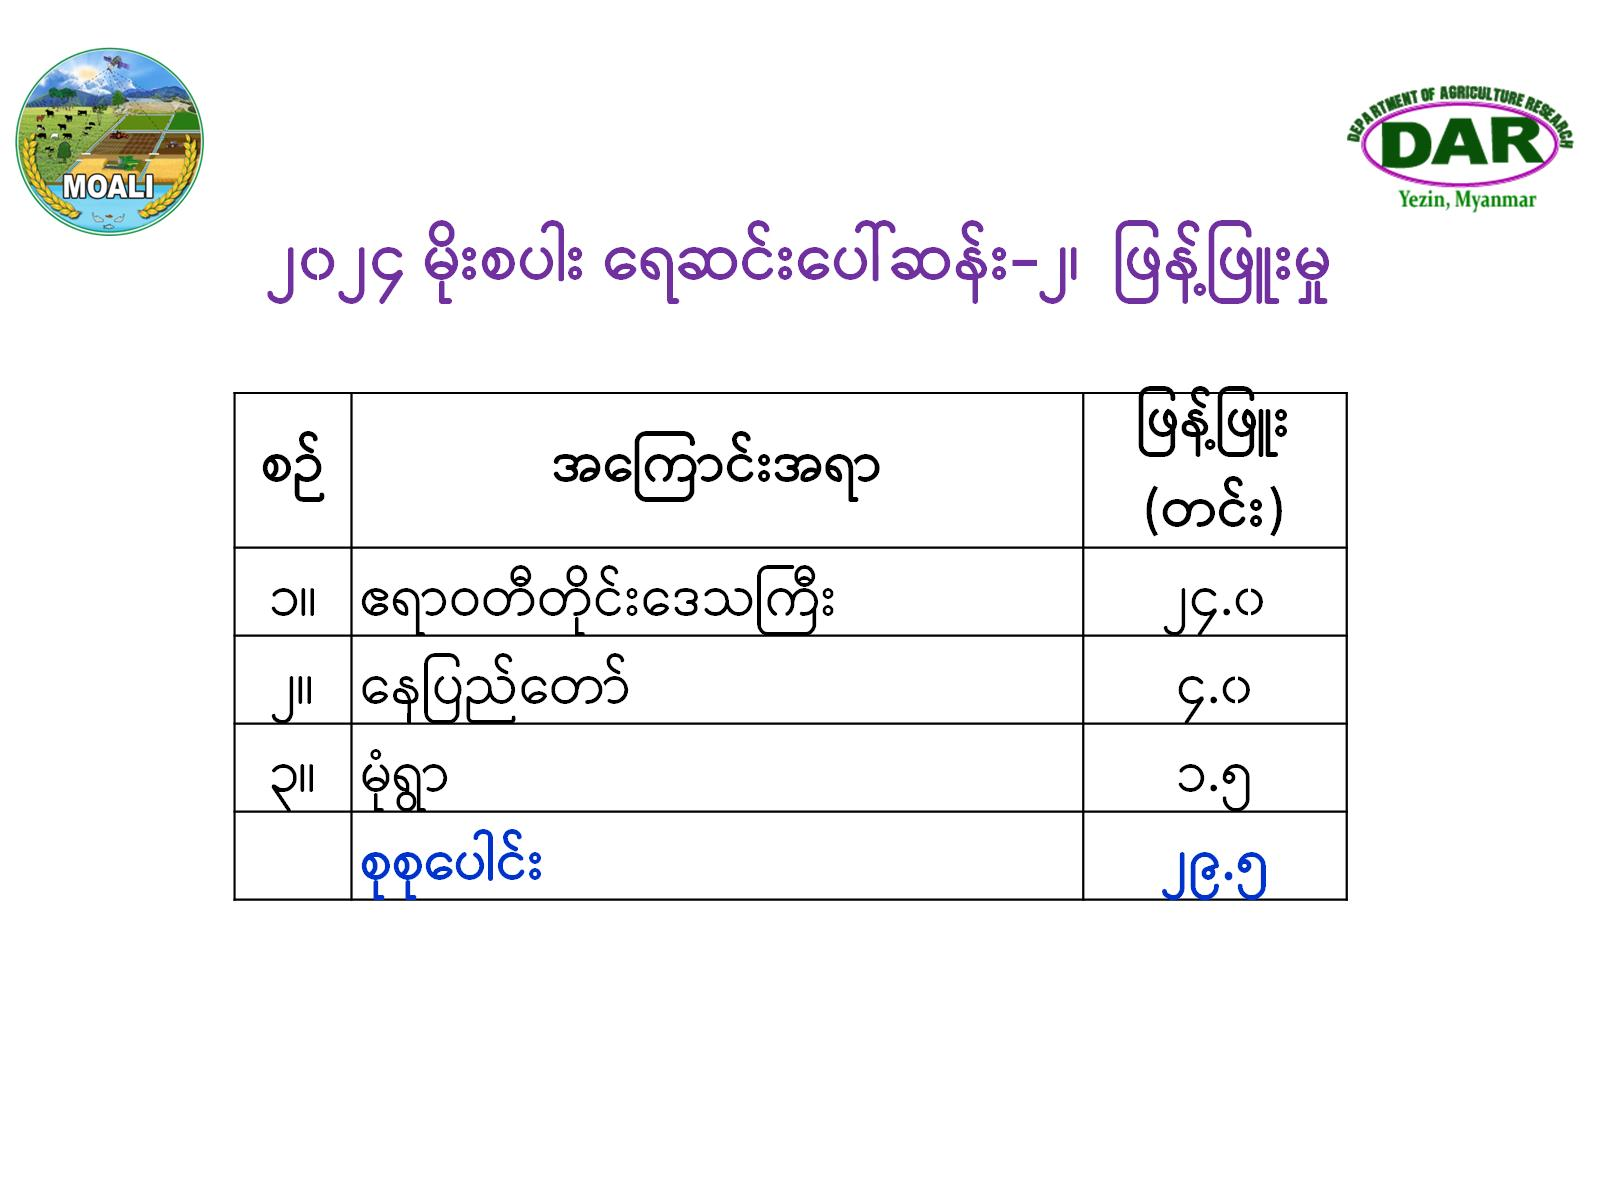 MOALI
DEPARTMENT OF AGRICULTURE RESEARCH
DAR
Yezin, Myanmar
၂၀၂၄ မိုးစပါး ရေဆင်းပေါ်ဆန်း-၂၊ ဖြန့်ဖြူးမှု
စဉ် အကြောင်းအရာ ဖြန့်ဖြူး
(တင်း)
၁။ ဧရာဝတီတိုင်းဒေသကြီး ၂၄.၀
၂။ နေပြည်တော် ၄.၀
၃။ မုံရွာ ၁.၅
စုစုပေါင်း ၂၉.၅